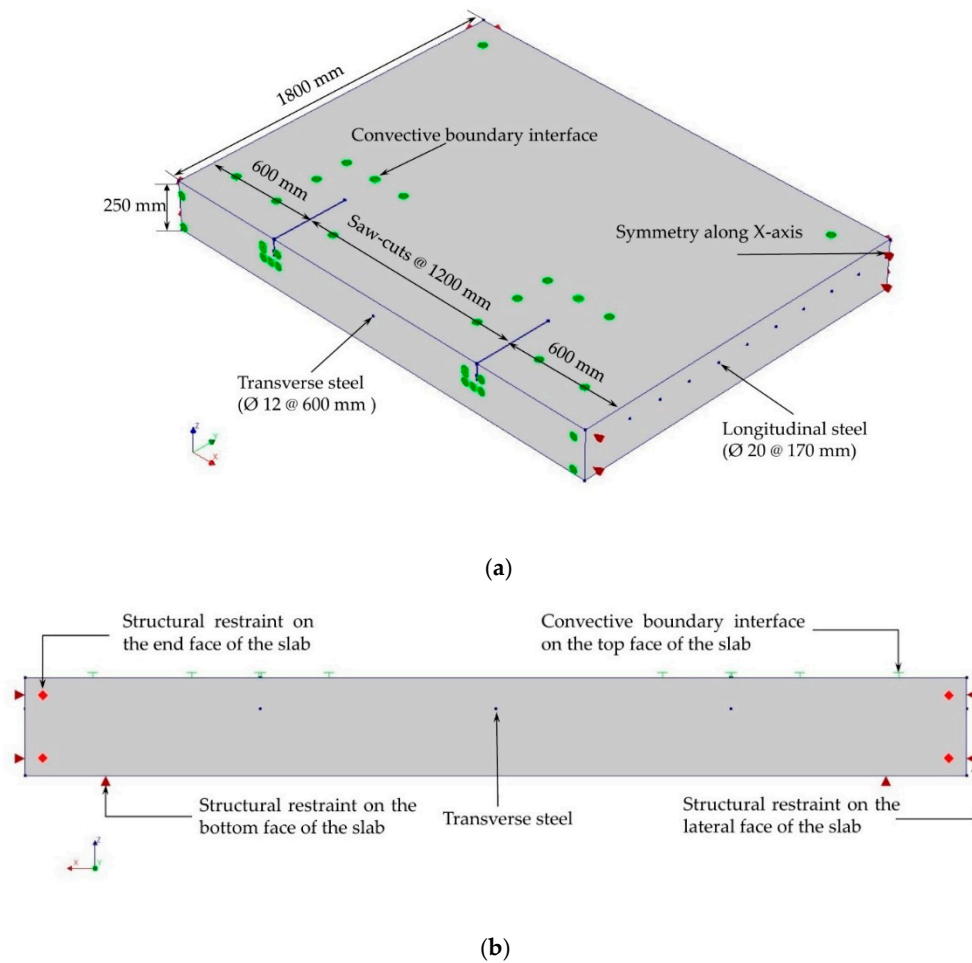 1800 mm
Convective boundary interface
600 mm
250 mm
Saw-cuts @ 1200 mm
Symmetry along X-axis
600 mm
Transverse steel
(Ø 12 @ 600 mm )
Longitudinal steel
(Ø 20 @ 170 mm)
Z
Y
X
(a)
Structural restraint on
the end face of the slab
Convective boundary interface
on the top face of the slab
Structural restraint on the
bottom face of the slab
Transverse steel
Structural restraint on the
lateral face of the slab
Z
X
Y
(b)